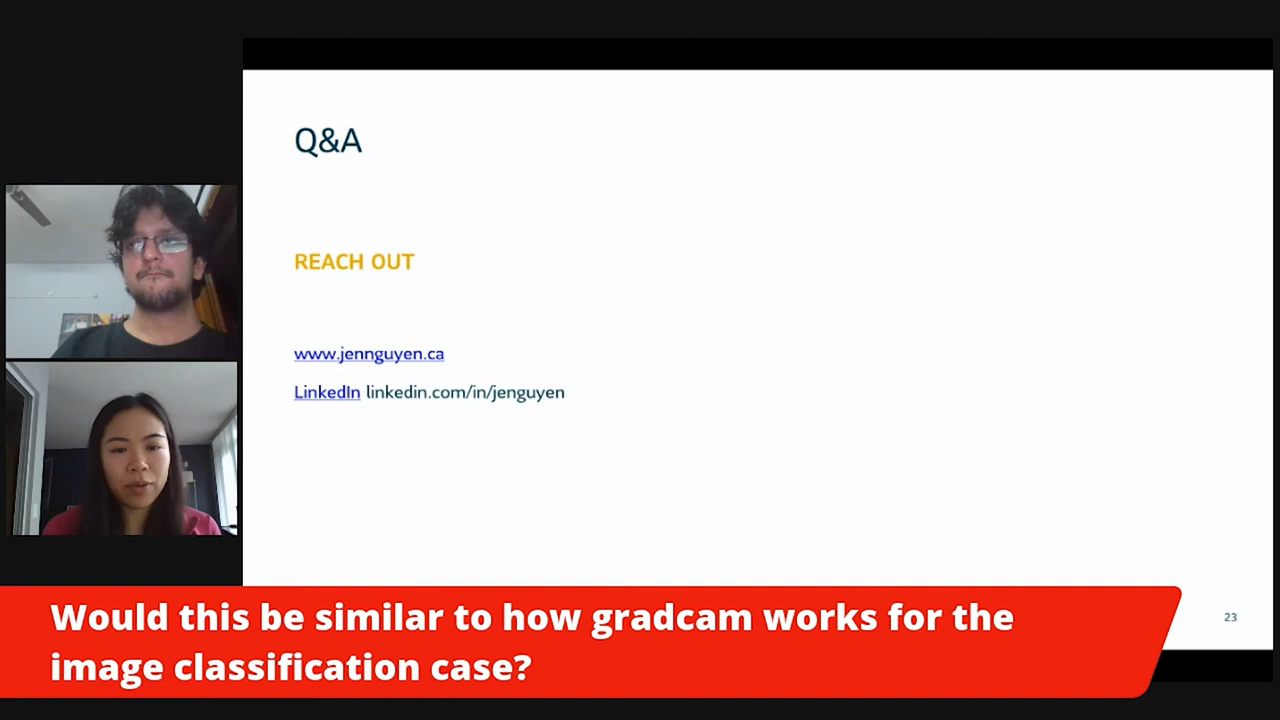 Q&A
REACH OUT
www.jennguyen.ca
LinkedIn linkedin.com/in/jenguyen
23
Would this be similar to how gradcam works for the
image classification case?